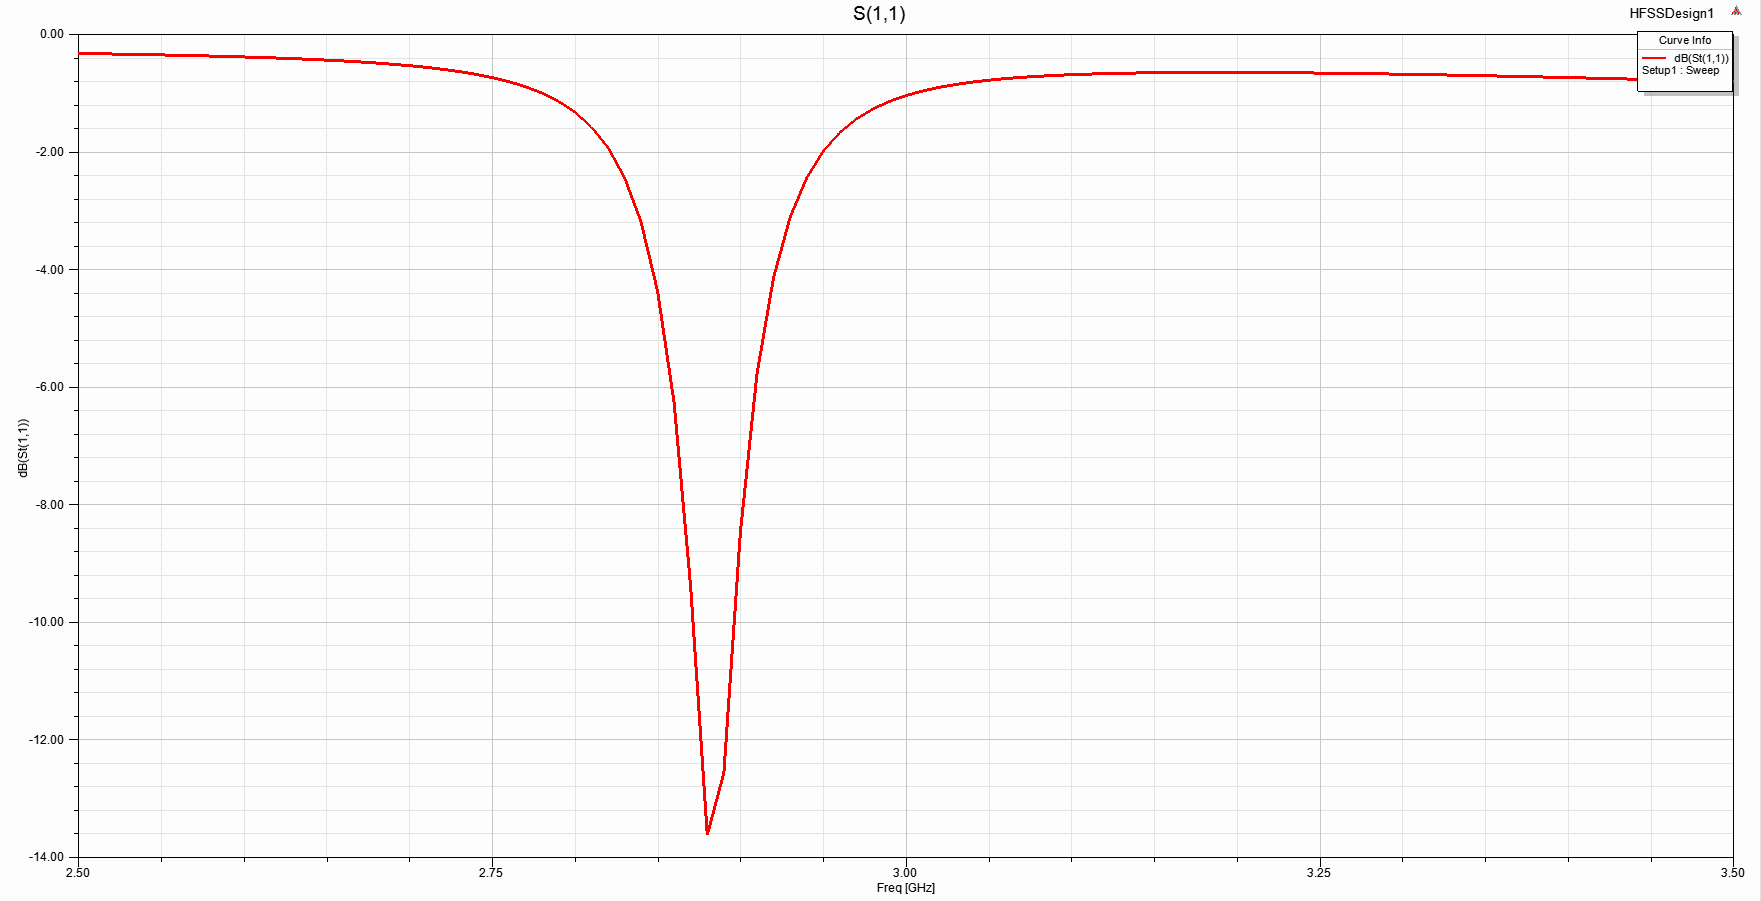 S(1,1)
HFSSDesign1
Curve Info
dB(St(1,1))
Setup1 : Sweep
0.00
-2.00
-4.00
-6.00
-8.00
-10.00
-12.00
-14.00
dB(St(1,1))
2.50 2.75 3.00 3.25 3.50
Freq [GHz]